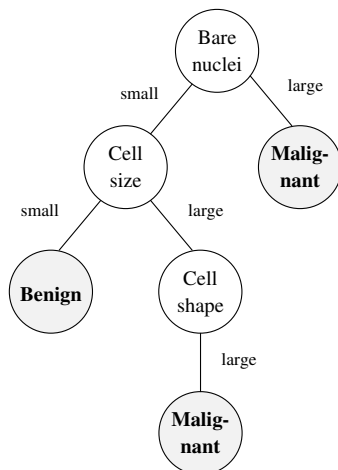 Bare
nuclei
small
large
Cell
size
Malig-
nant
small
large
Benign
Cell
shape
large
Malig-
nant